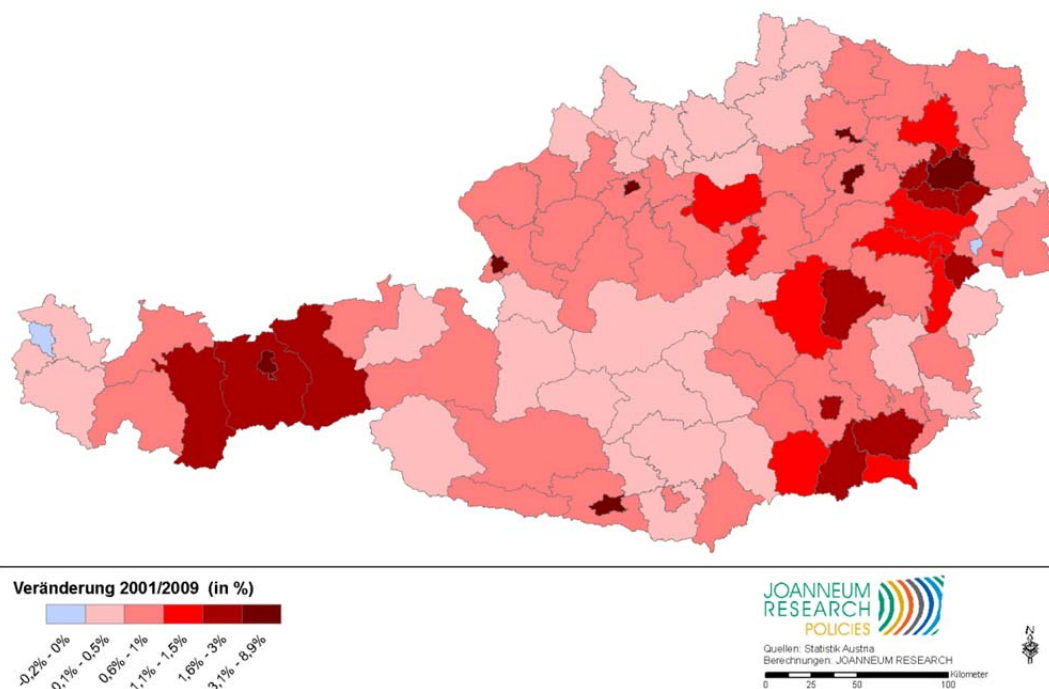 Veränderung 2001/2009 (in %)
-0,2% - 0%
0,1% - 0,5%
0,6% - 1%
1,1% - 1,5%
1,6% - 3%
3,1% - 8,9%
JOANNEUM
RESEARCH
POLICIES
Quellen: Statistik Austria
Berechnungen: JOANNEUM RESEARCH
Kilometer
0 25 50 100
N